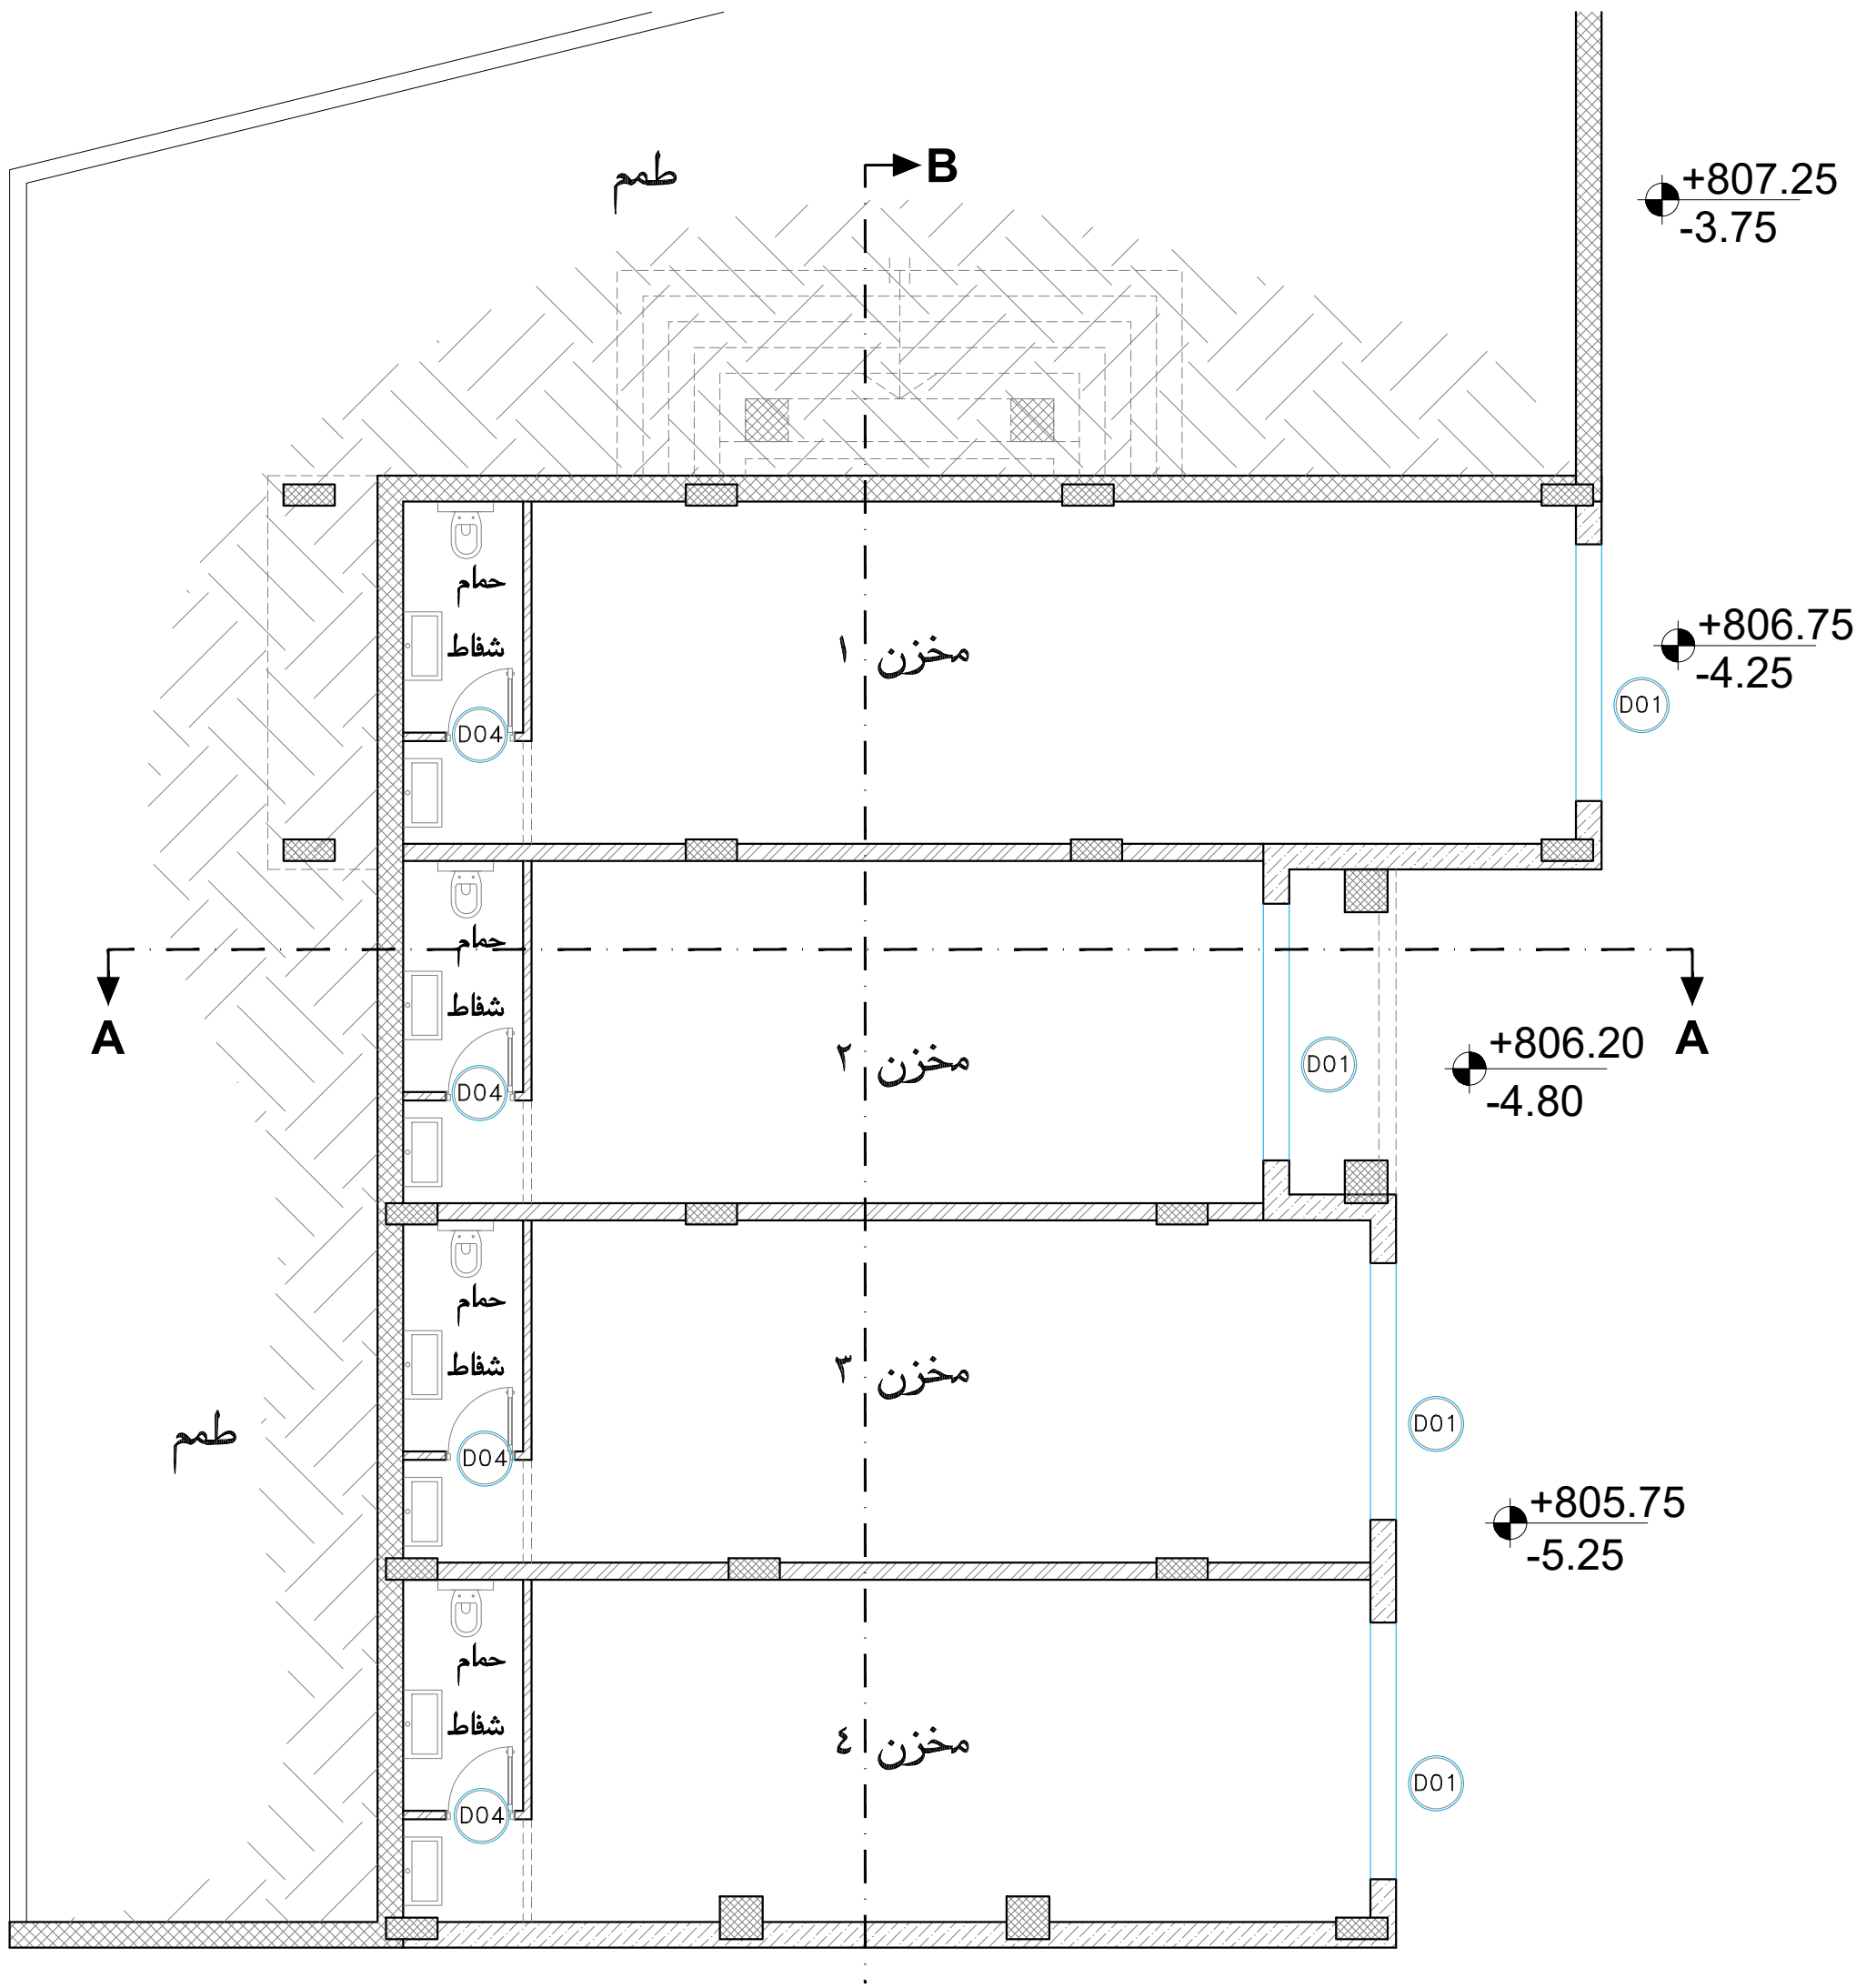 B
طمم
+807.25
-3.75
حمام
شفاط
مخزن ١
+806.75
-4.25
D01
D04
حمام
A
A
شفاط
مخزن ٢
+806.20
-4.80
D01
D04
حمام
شفاط
مخزن ٣
D01
D04
طمم
+805.75
-5.25
حمام
شفاط
مخزن ٤
D01
D04